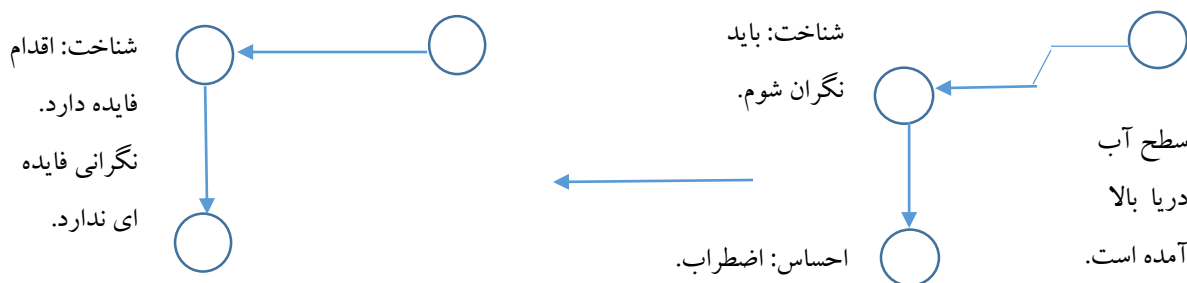 سطح آب
دریا بالا
آمده است.
شناخت: باید
نگران شوم.
احساس: اضطراب.
شناخت: اقدام
فایده دارد.
نگرانی فایده
ای ندارد.